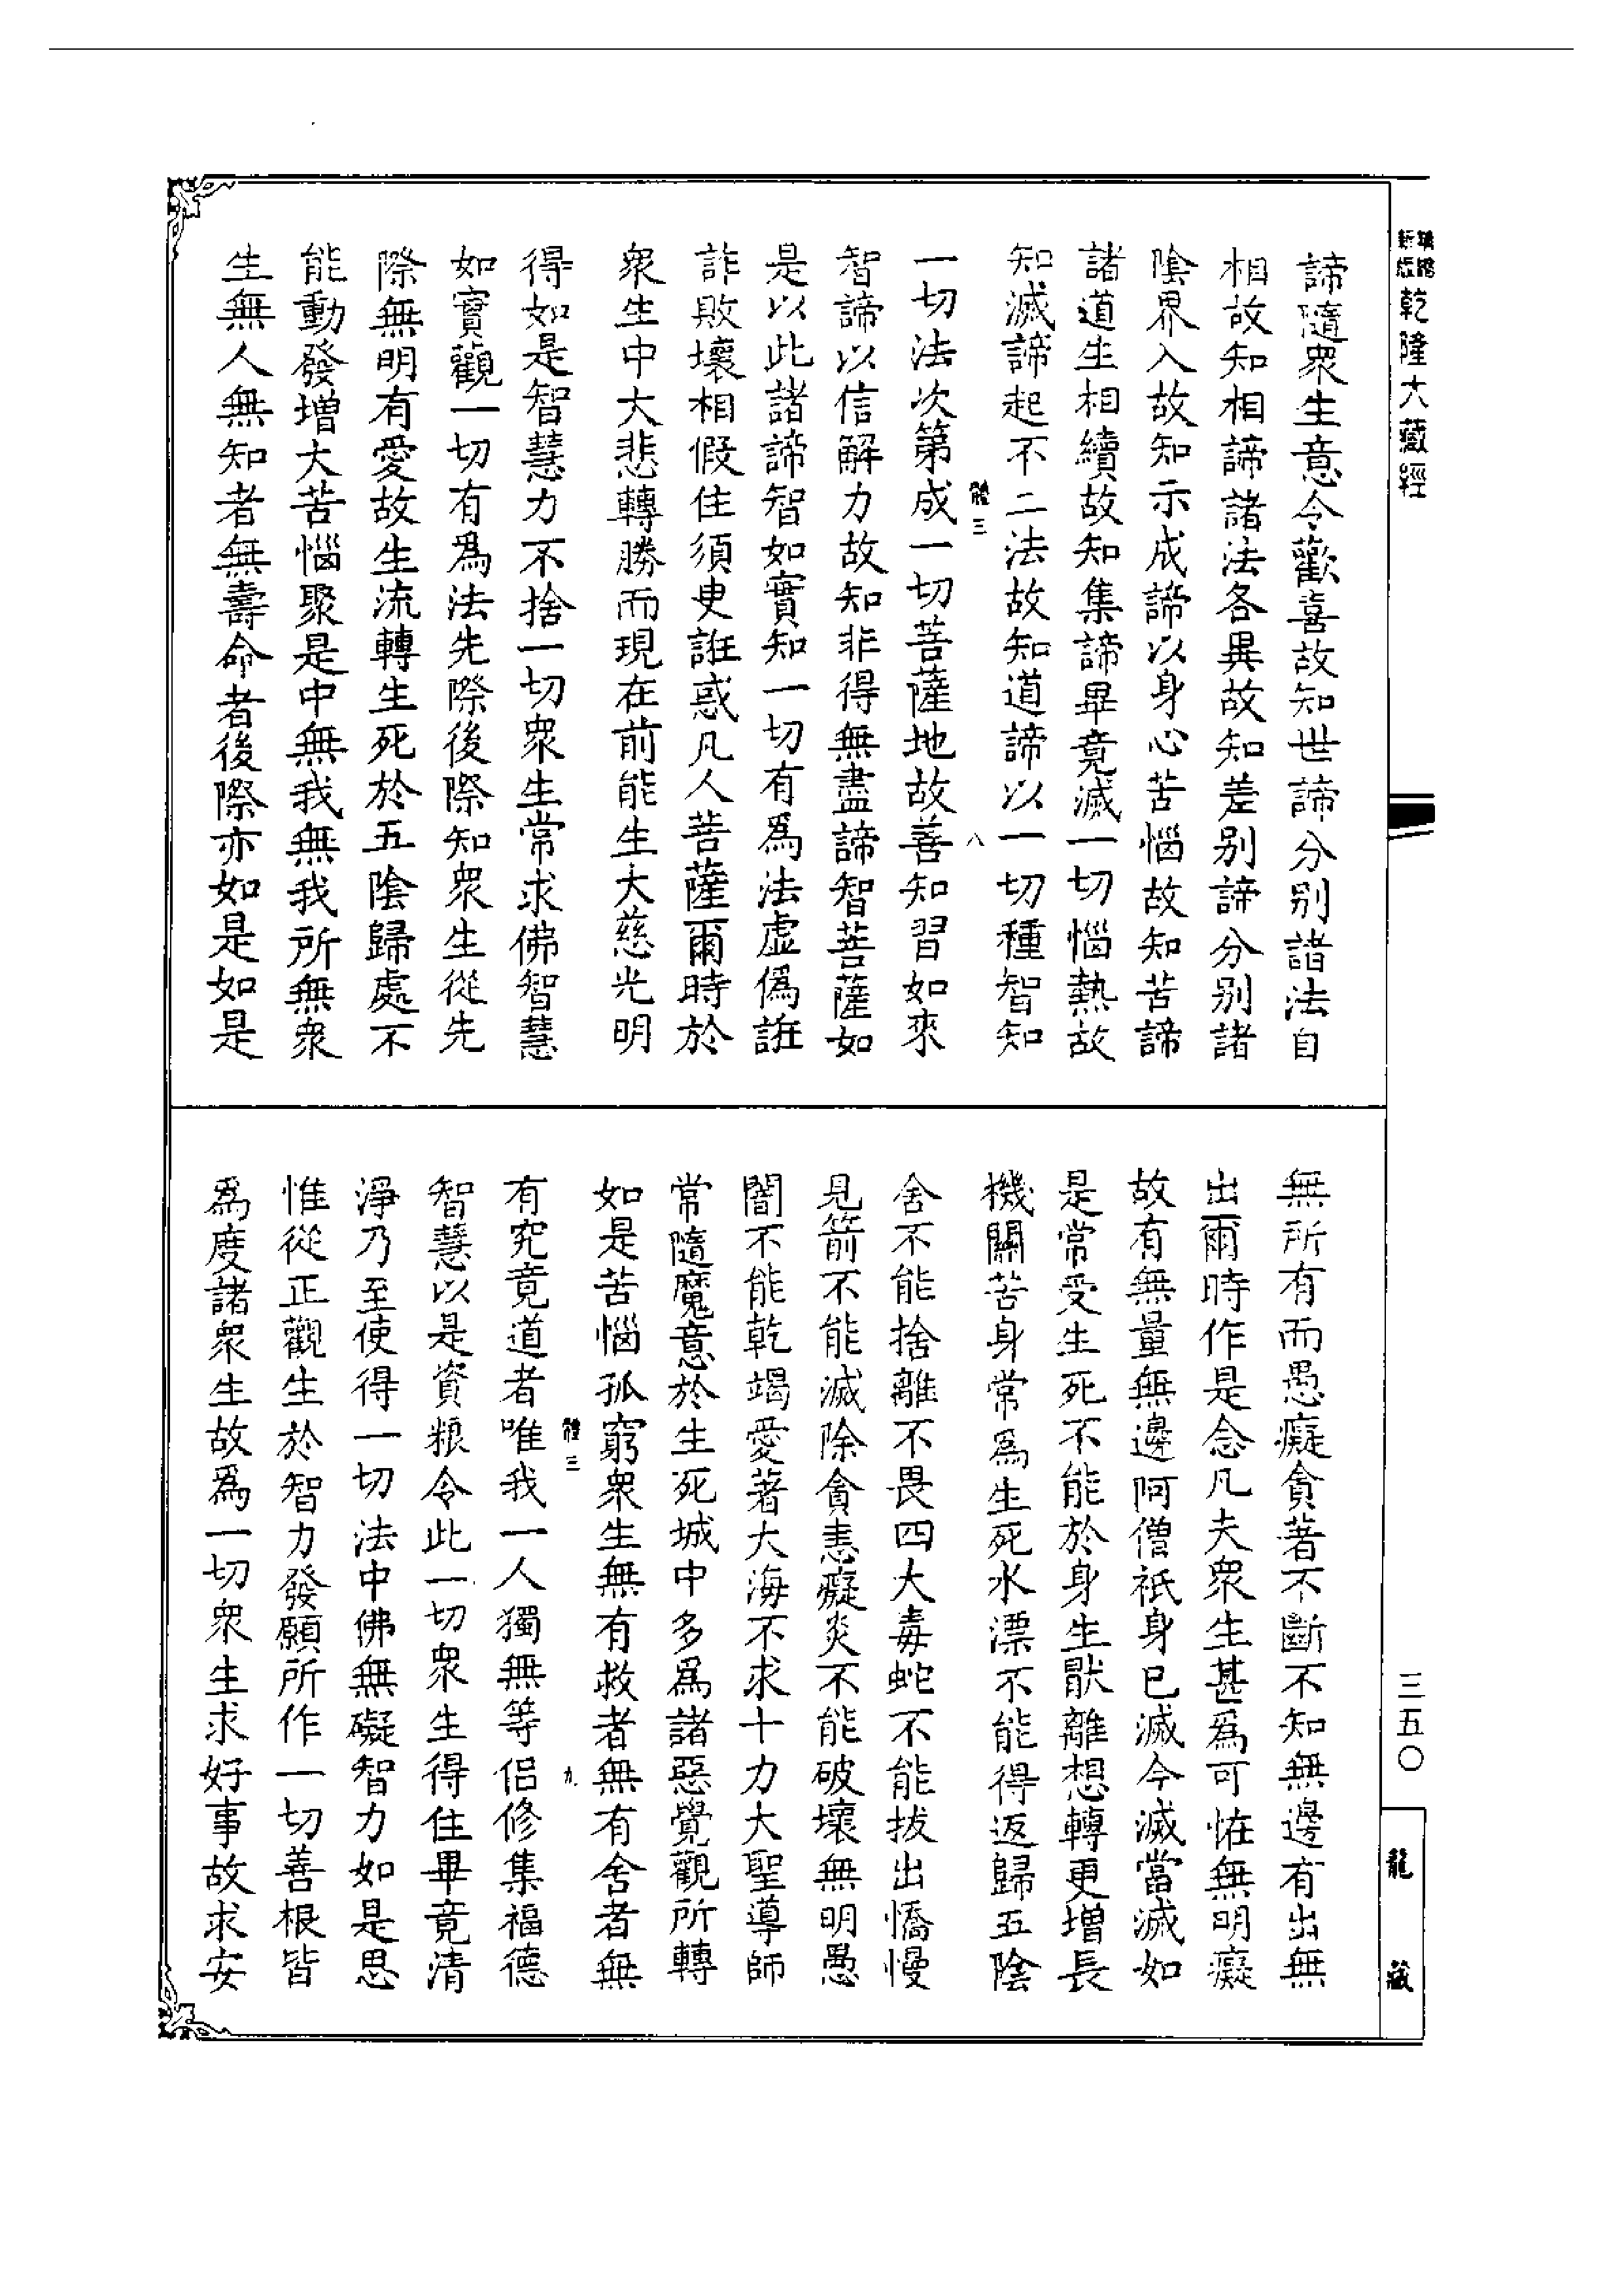 乾隆大藏經
諦隨衆生意令歡喜故知世諦分别諸法自
相故知相諦諸法各異故知差别諦分别諸
陰界入故知示成諦以身心苦惱故知苦諦
諸道生相續故知集諦畢竟滅一切惱熱故
知滅諦起不二法故知道諦以一切種智知
三 八
一切法次第成一切菩薩地故善知習如來
智諦以信解力故知非得無盡諦智菩薩如
是以此諸諦智如實知一切有爲法虚僞誑
詐敗壞相假住須臾誑惑凡人菩薩爾時於
衆生中大悲轉勝而現在前能生大慈光明
得如是智慧力不捨一切衆生常求佛智慧
如實觀一切有爲法先際後際知衆生從先
際無明有愛故生流轉生死於五陰歸處不
能動發增大苦惱聚是中無我無我所無衆
生無人無知者無壽命者後際亦如是如是
無所有而愚癡貪著不斷不知無邊有出無
出爾時作是念凡夫衆生甚爲可怪無明癡
故有無量無邊阿僧祇身已滅今滅當滅如
是常受生死不能於身生猒離想轉更增長
機關苦身常爲生死水漂不能得返歸五陰
舍不能捨離不畏四大毒蛇不能拔出憍慢
見箭不能滅除貪恚癡炎不能破壞無明愚
闇不能乾竭愛著大海不求十力大聖導師
常隨魔意於生死城中多爲諸惡覺觀所轉
如是苦惱孤窮衆生無有救者無有舍者無
三 九
有究竟道者唯我一人獨無等侣修集福德
智慧以是資粮令此一切衆生得住畢竟清
淨乃至使得一切法中佛無礙智力如是思
惟從正觀生於智力發願所作一切善根皆
爲度諸衆生故爲一切衆生求好事故求安
三五〇
龍藏